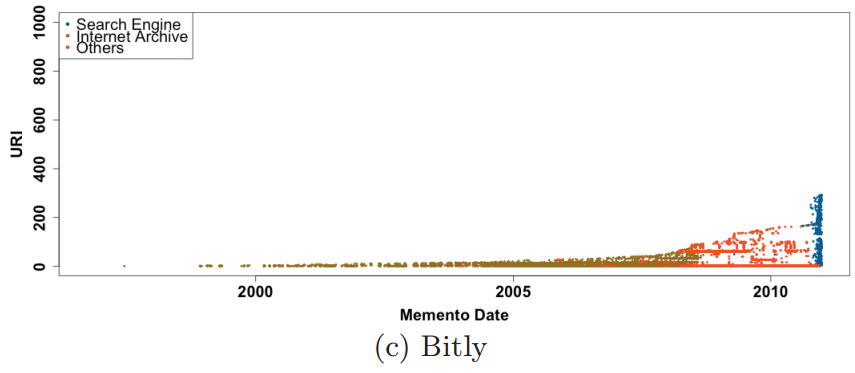 Search Engine
Internet Archive
Others
1000
800
600
400
200
0
URI
2000 2005 2010
Memento Date
(c) Bitly